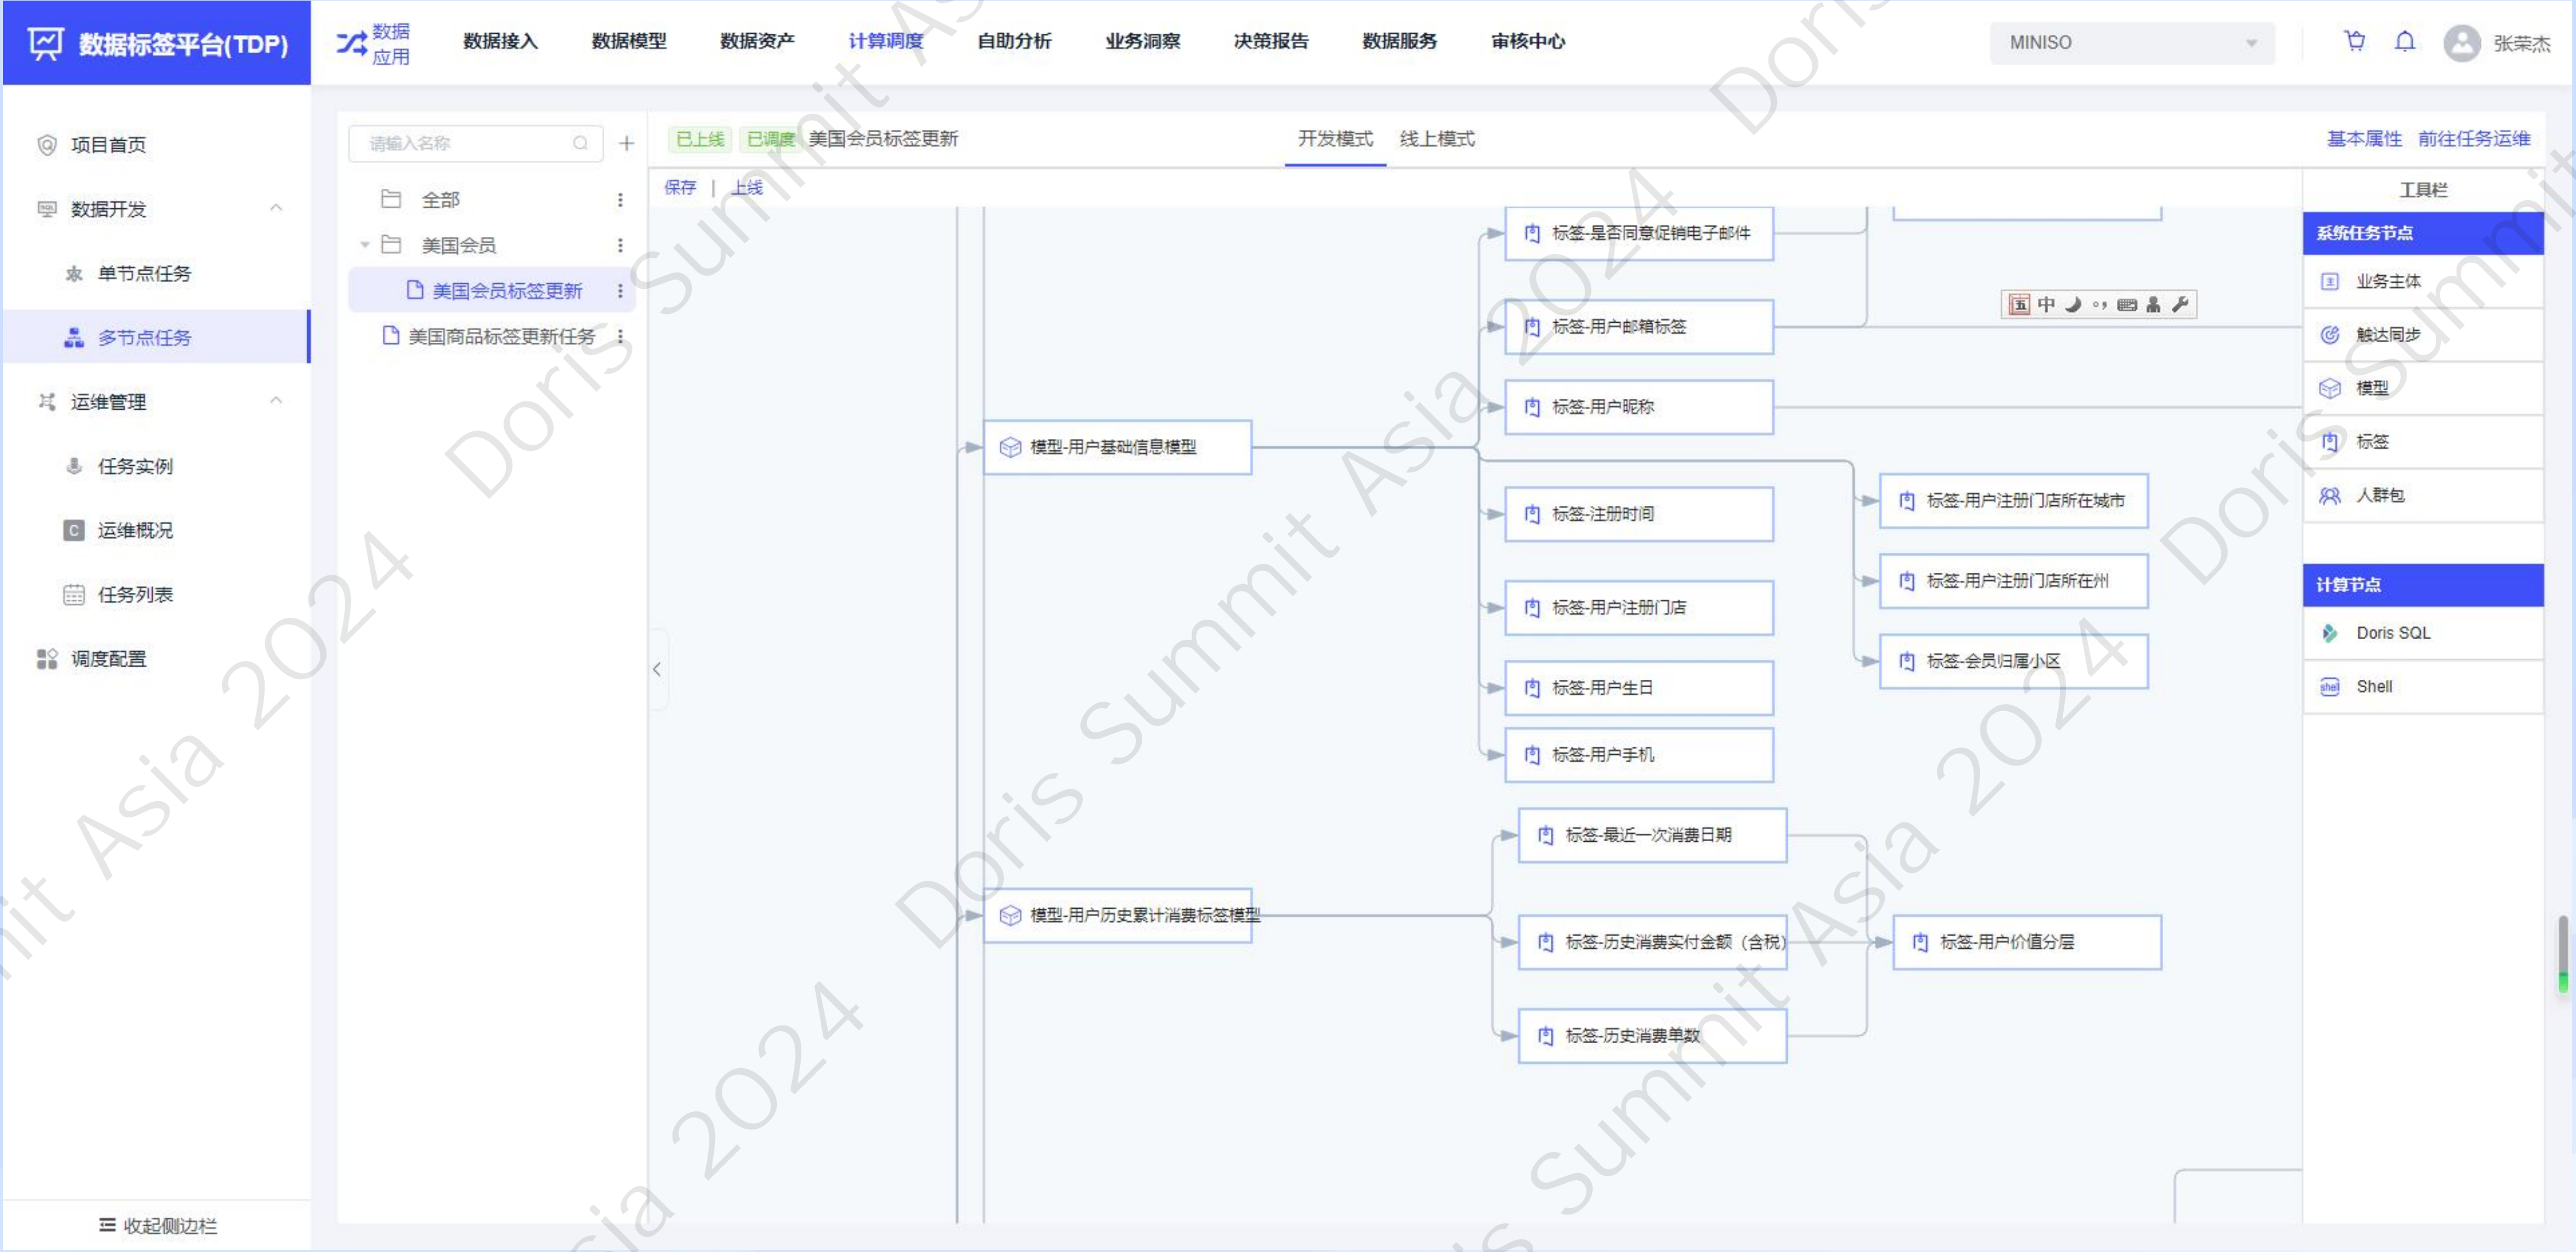 数据标签平台(TDP)
数据应用
数据接入
数据模型
数据资产
计算调度
自助分析
业务洞察
决策报告
数据服务
审核中心
MINISO
张荣杰
项目首页
数据开发
单节点任务
多节点任务
运维管理
任务实例
运维概况
任务列表
调度配置
收起侧边栏
请输入名称
全部
美国会员
美国会员标签更新
美国商品标签更新任务
已上线 已调度 美国会员标签更新
开发模式 线上模式
基本属性 前往任务运维
保存 | 上线
标签-是否同意促销电子邮件
标签-用户邮箱标签
标签-用户昵称
模型-用户基础信息模型
标签-注册时间
标签-用户注册门店所在城市
标签-用户注册门店所在州
标签-用户注册门店
标签-会员归属小区
标签-用户生日
标签-用户手机
标签-最近一次消费日期
模型-用户历史累计消费标签模型
标签-历史消费实付金额（含税）
标签-用户价值分层
标签-历史消费单数
五 中
工具栏
系统任务节点
业务主体
触达同步
模型
标签
人群包
计算节点
Doris SQL
shell Shell
Doris Summit Asia 2024